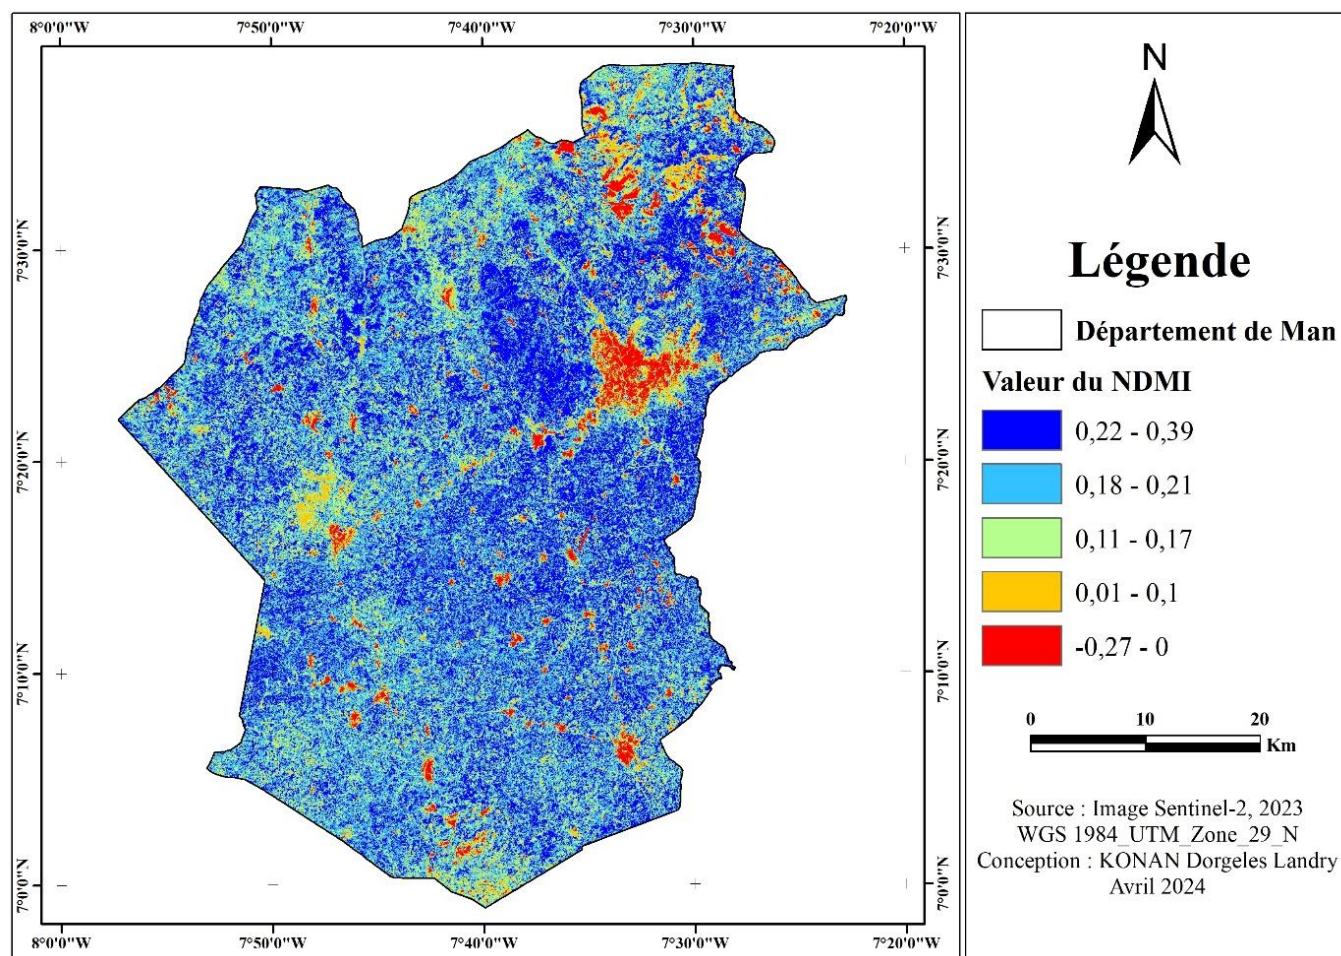 8°0'0"W 7°50'0"W 7°40'0"W 7°30'0"W 7°20'0"W
7°30'0"N 7°30'0"N
7°20'0"N 7°20'0"N
7°10'0"N 7°10'0"N
7°0'0"N 7°0'0"N
8°0'0"W 7°50'0"W 7°40'0"W 7°30'0"W 7°20'0"W
N
Légende
Département de Man
Valeur du NDMI
0,22 - 0,39
0,18 - 0,21
0,11 - 0,17
0,01 - 0,1
-0,27 - 0
0 10 20
Km
Source : Image Sentinel-2, 2023
WGS 1984_UTM_Zone_29_N
Conception : KONAN Dorgeles Landry
Avril 2024